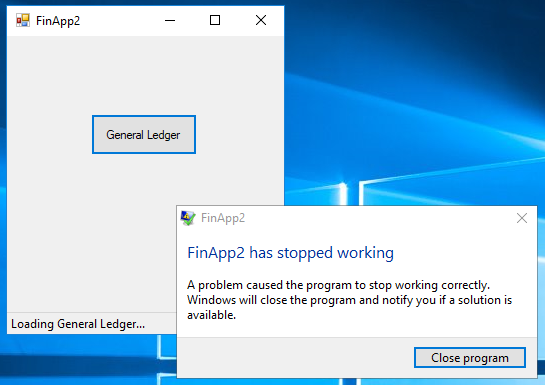 FinApp2
General Ledger
Loading General Ledger...
FinApp2
FinApp2 has stopped working
A problem caused the program to stop working correctly.
Windows will close the program and notify you if a solution is
available.
Close program